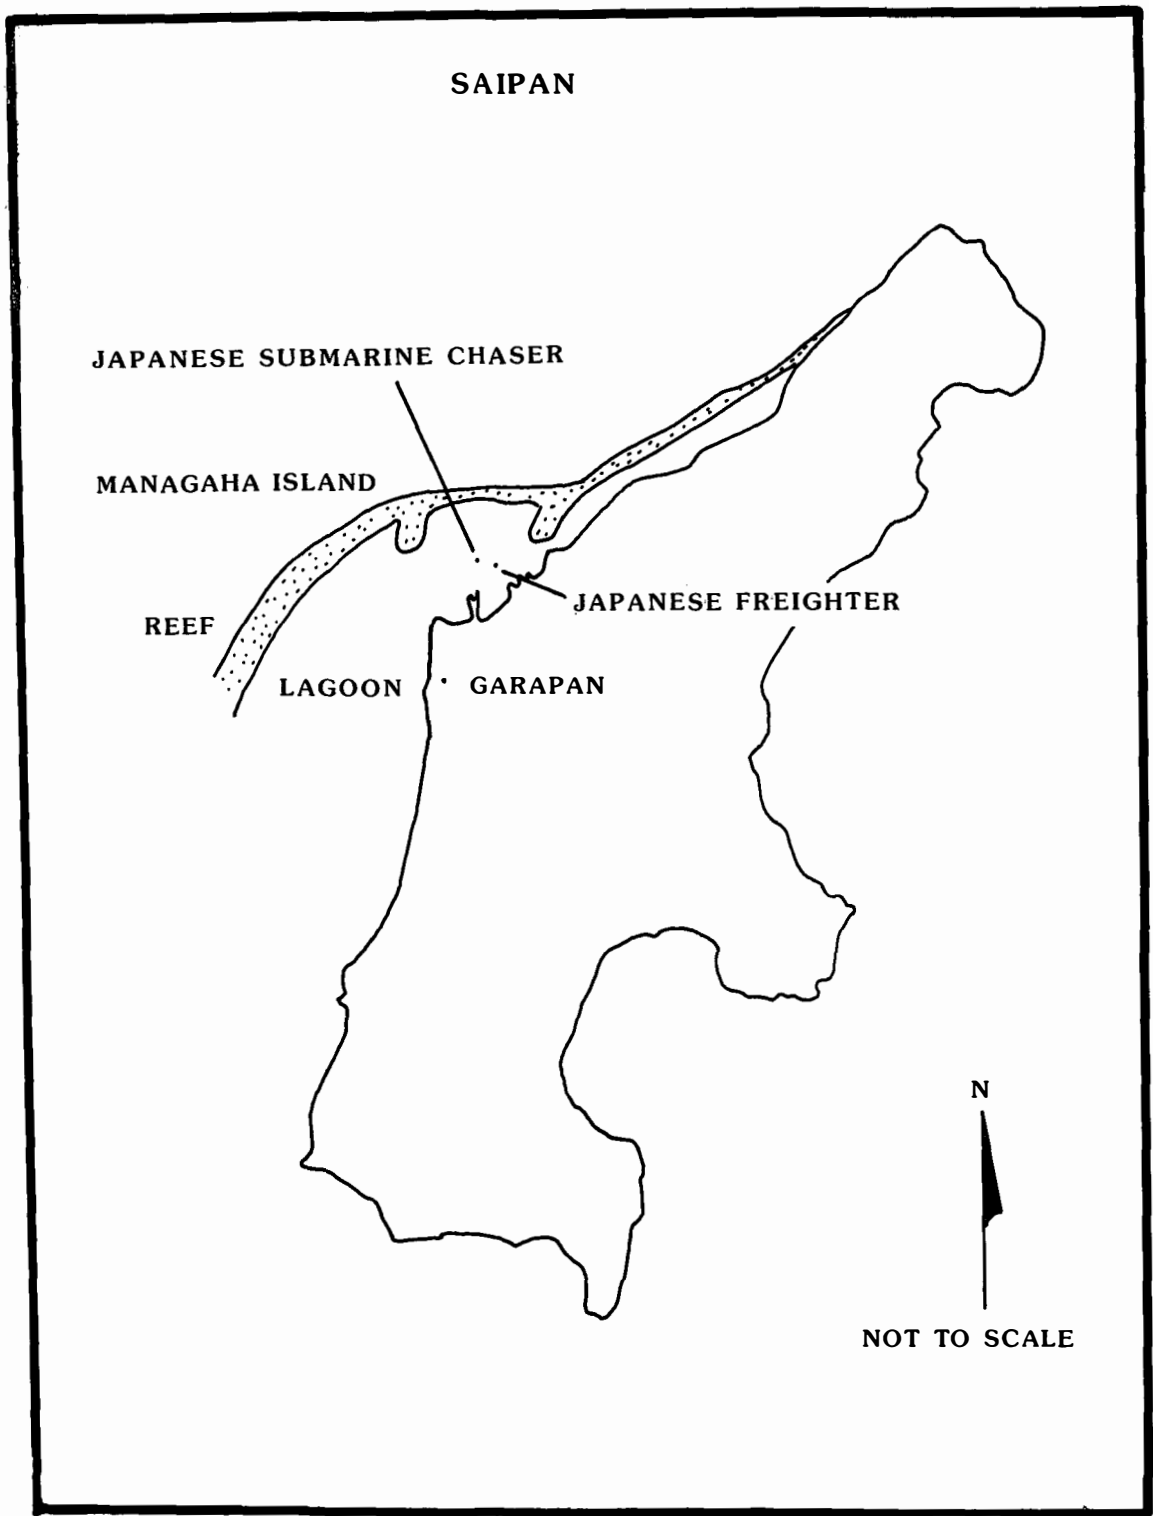 SAIPAN
JAPANESE SUBMARINE CHASER
MANAGAHA ISLAND
JAPANESE FREIGHTER
REEF
LAGOON
GARAPAN
N
NOT TO SCALE